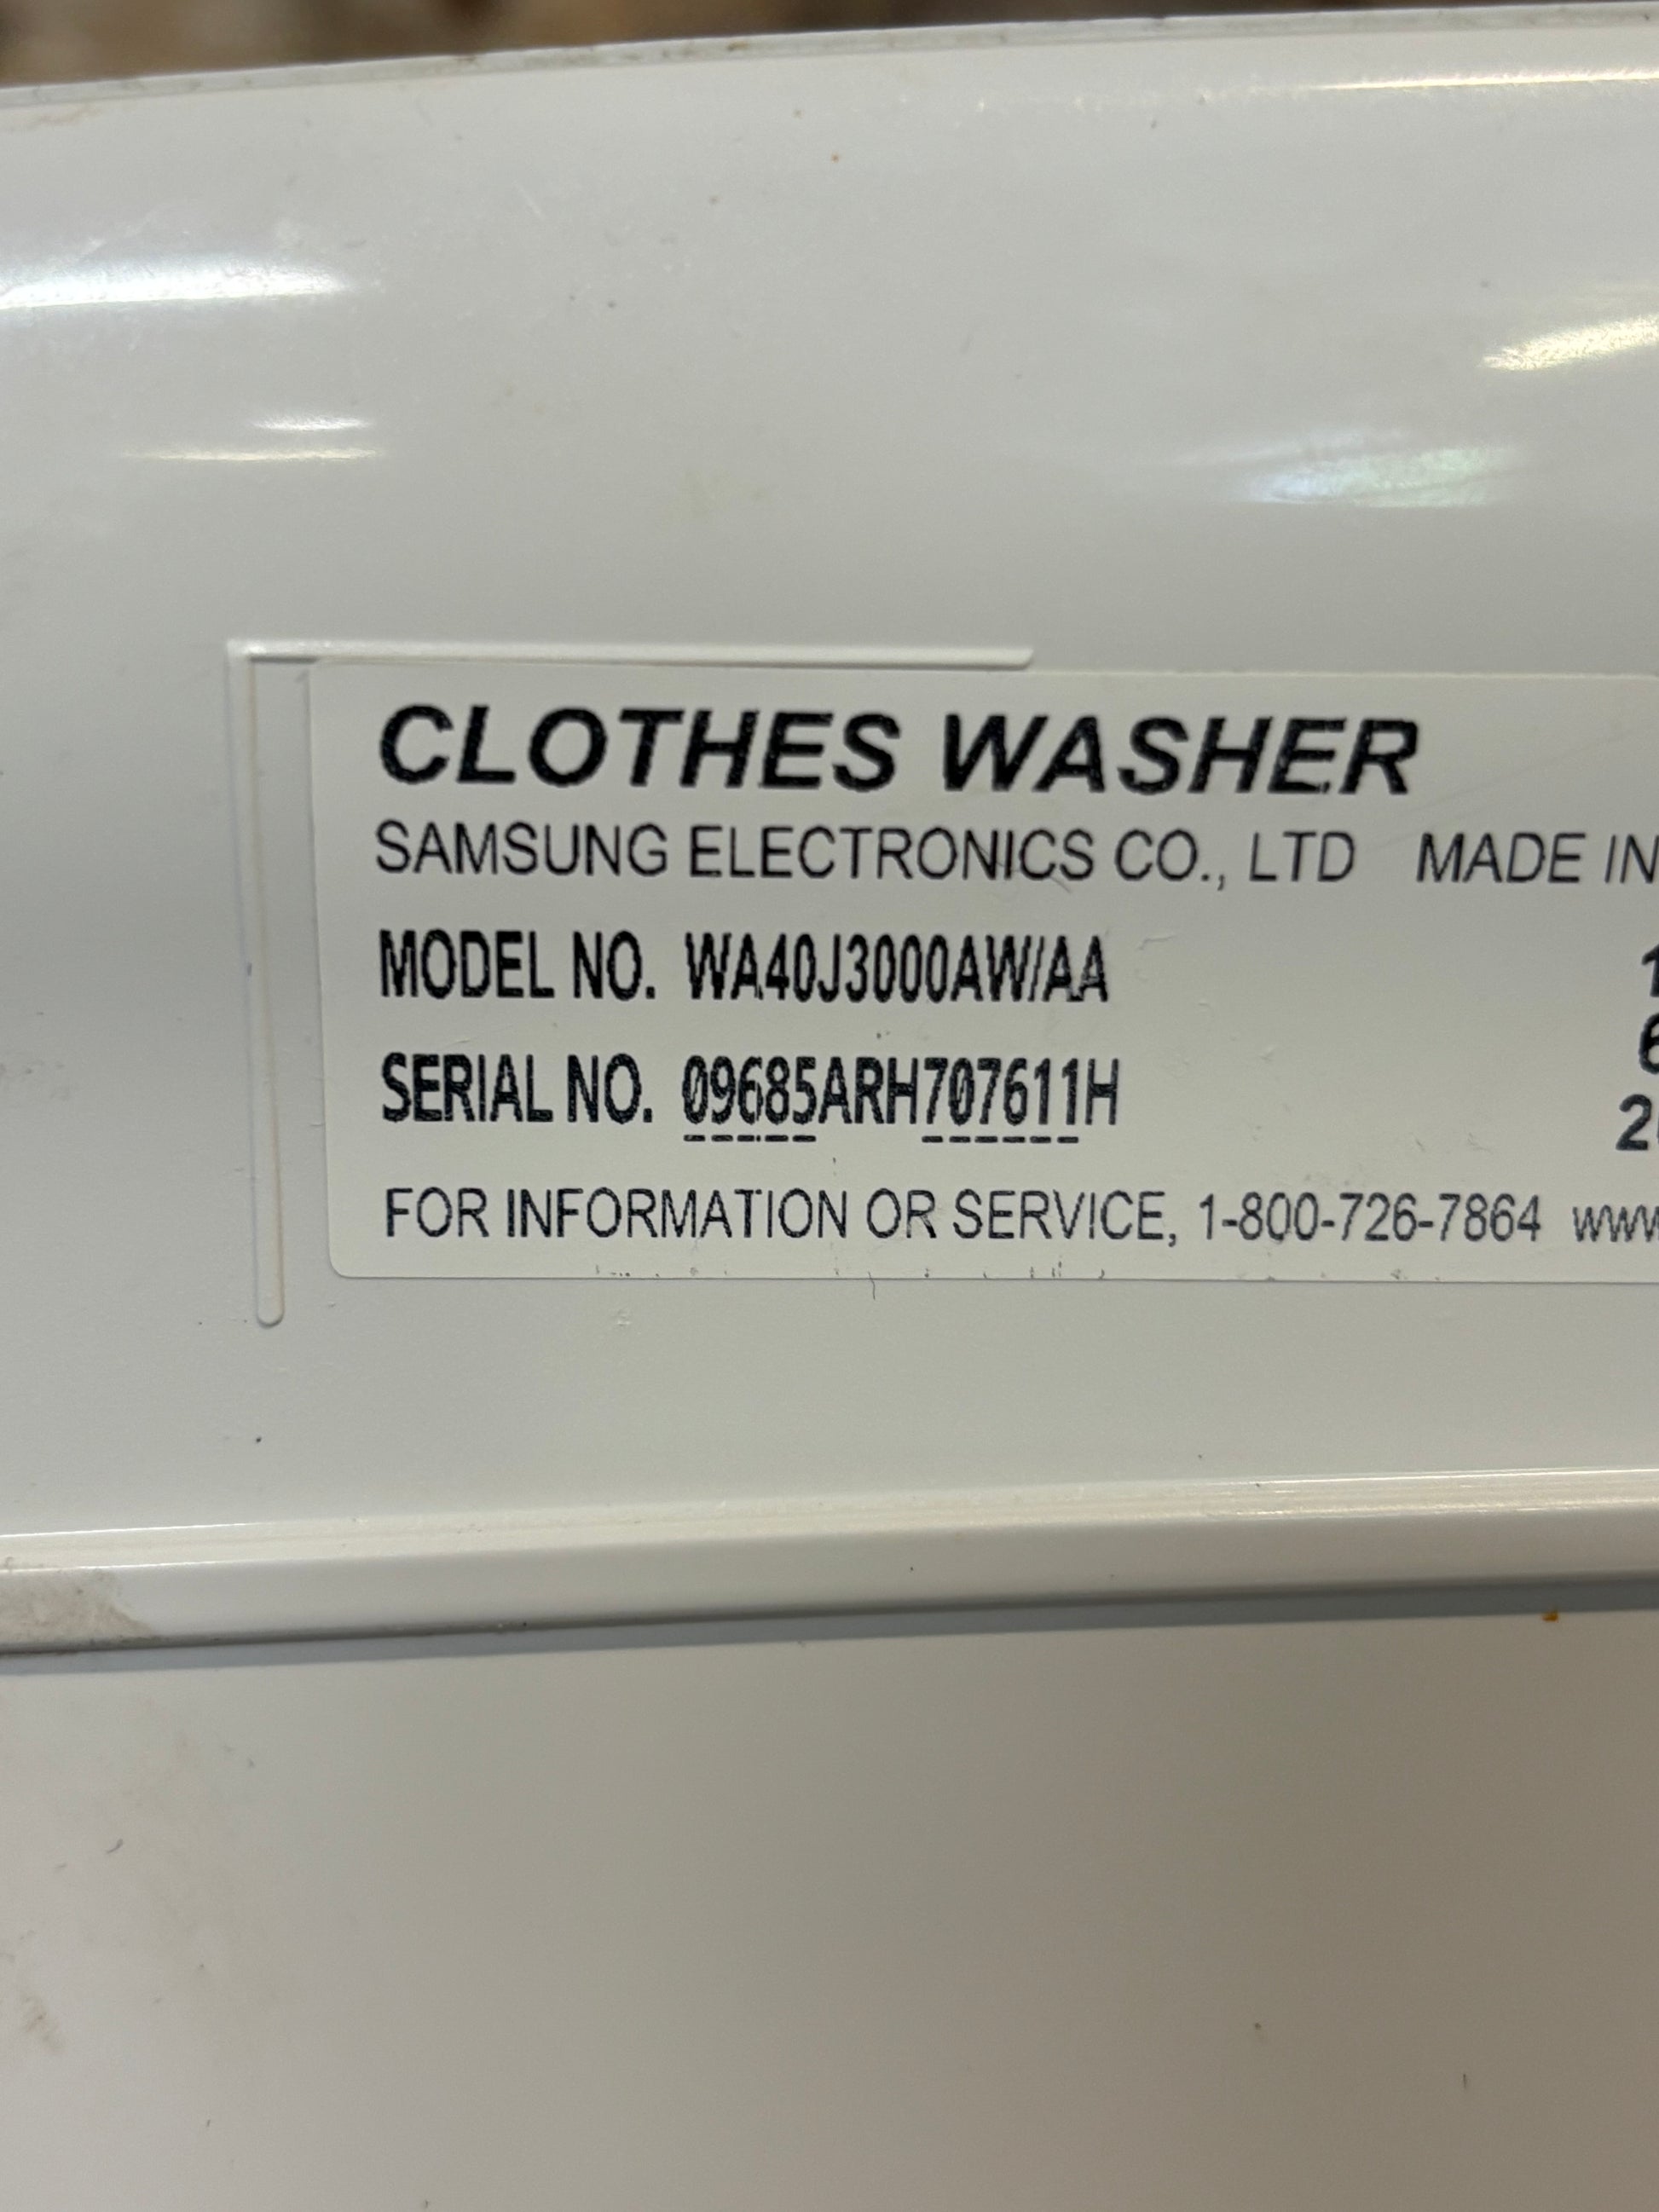 CLOTHES WASHER
SAMSUNG ELECTRONICS CO., LTD MADE IN
MODEL NO. WA40J3000AW/AA
SERIAL NO. 09685ARH707611H
FOR INFORMATION OR SERVICE, 1-800-726-7864 www